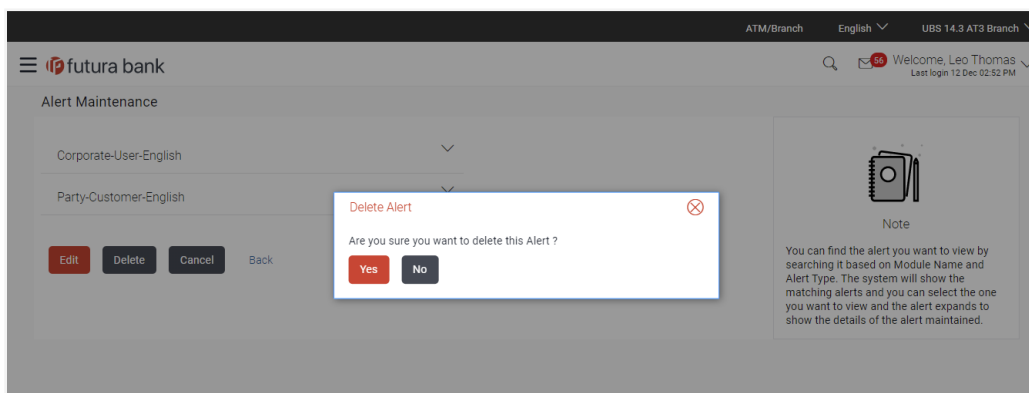 ATM/Branch English UBS 14.3 AT3 Branch
futura bank
56 Welcome, Leo Thomas
Last login 12 Dec 02:52 PM
Alert Maintenance
Corporate-User-English
Party-Customer-English
Delete Alert
Are you sure you want to delete this Alert ?
Yes No
Edit Delete Cancel Back
Note
You can find the alert you want to view by
searching it based on Module Name and
Alert Type. The system will show the
matching alerts and you can select the one
you want to view and the alert expands to
show the details of the alert maintained.